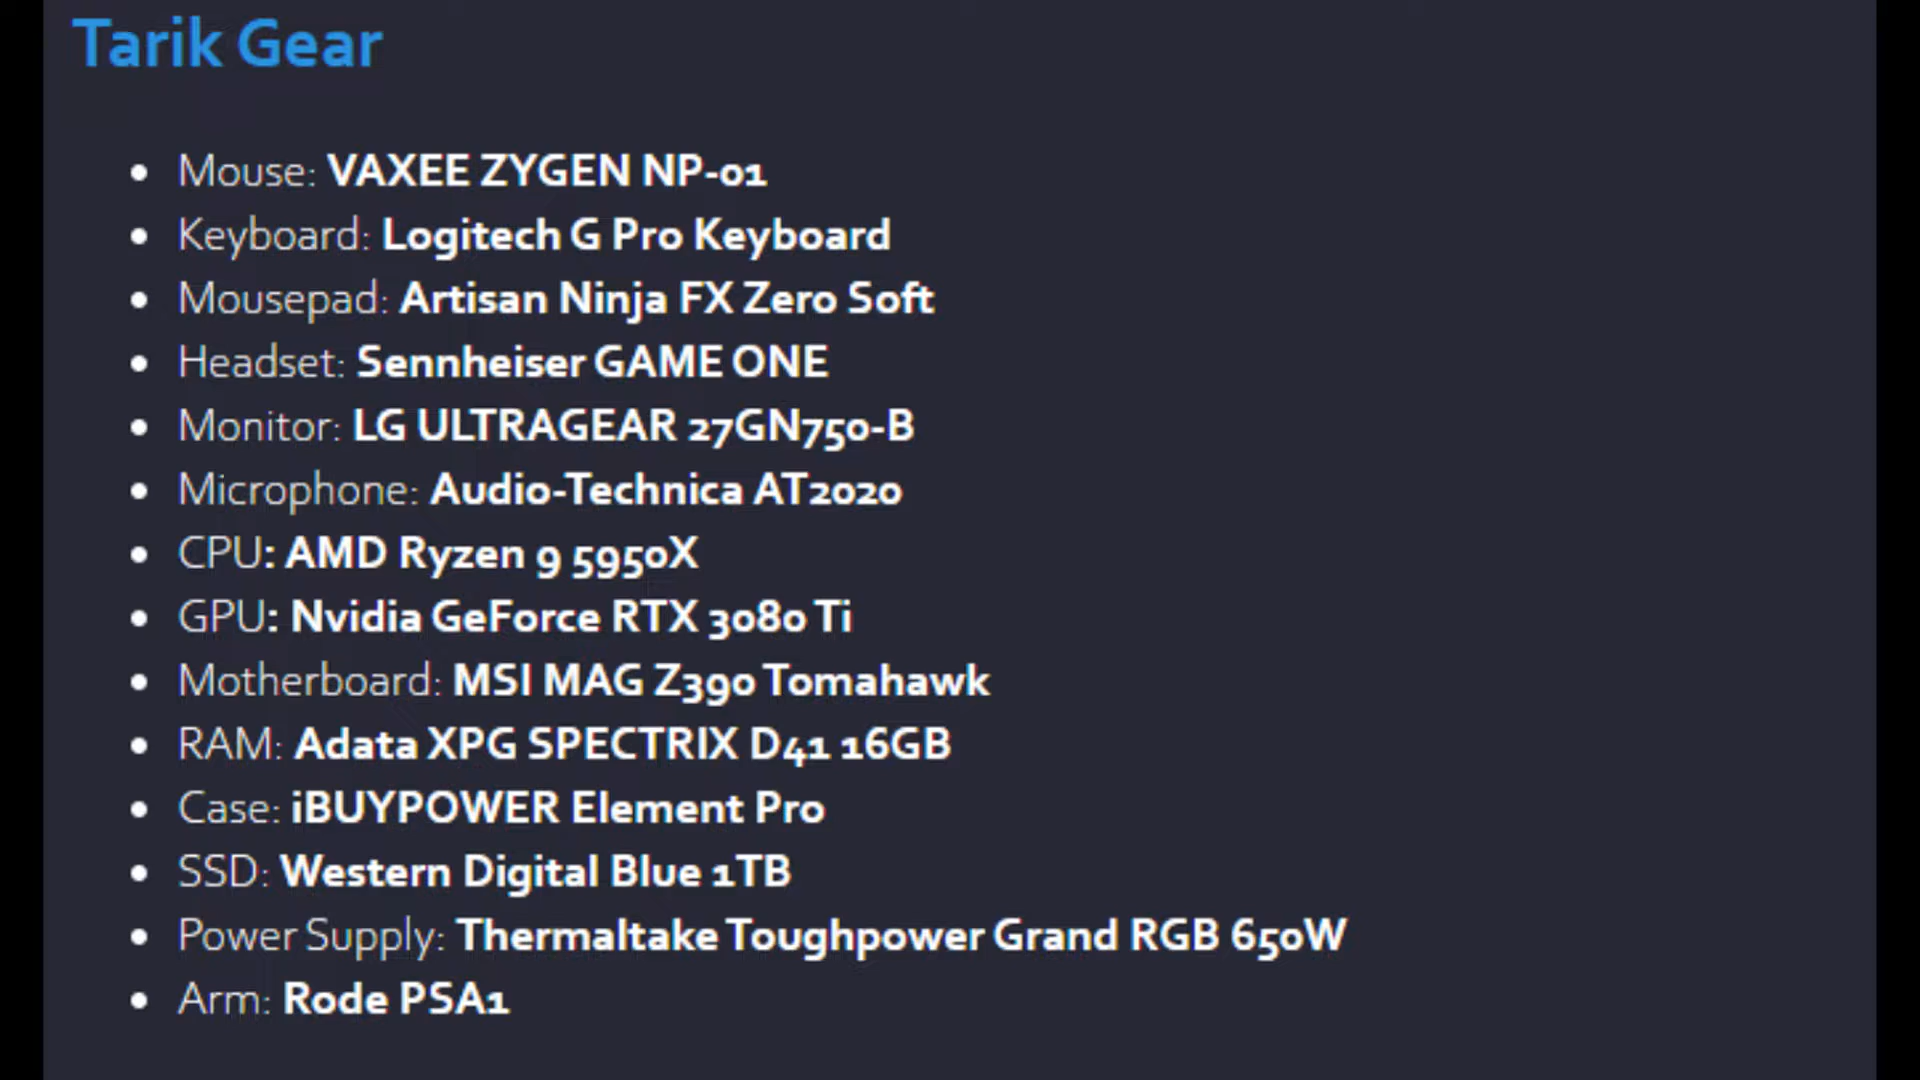 Tarik Gear
• Mouse: VAXEE ZYGEN NP-01
• Keyboard: Logitech G Pro Keyboard
• Mousepad: Artisan Ninja FX Zero Soft
• Headset: Sennheiser GAME ONE
• Monitor: LG ULTRAGEAR 27GN750-B
• Microphone: Audio-Technica AT2020
• CPU: AMD Ryzen 9 5950X
• GPU: Nvidia GeForce RTX 3080 Ti
• Motherboard: MSI MAG Z390 Tomahawk
• RAM: Adata XPG SPECTRIX D41 16GB
• Case: iBUYPOWER Element Pro
• SSD: Western Digital Blue 1TB
• Power Supply: Thermaltake Toughpower Grand RGB 650W
• Arm: Rode PSA1